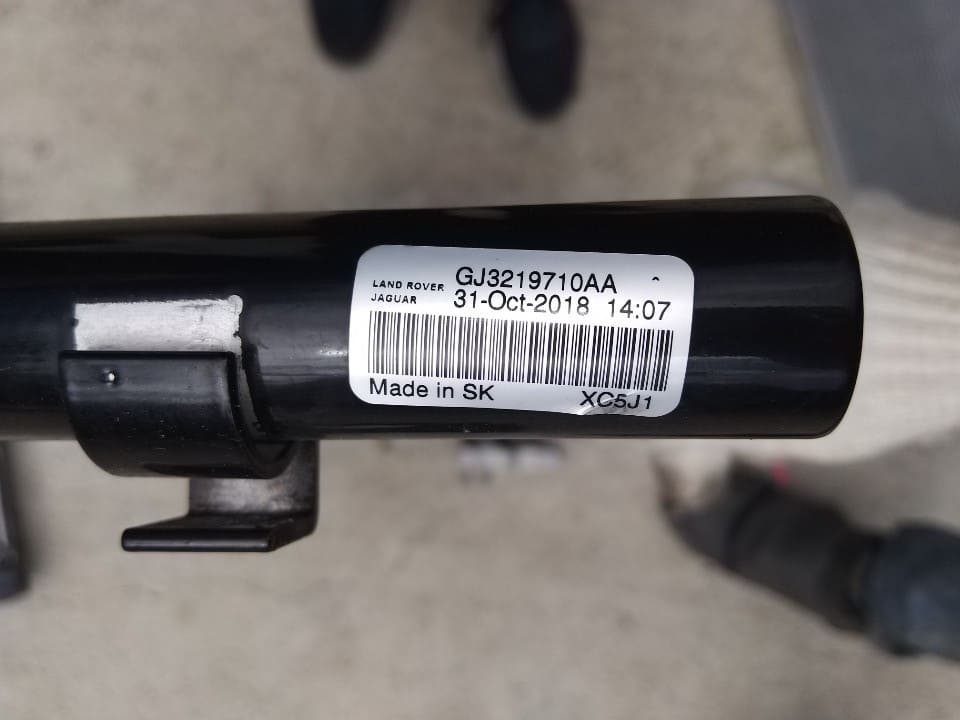 LAND ROVER
JAGUAR
GJ3219710AA ˆ
31-Oct-2018 14:07
Made in SK
XC5J1